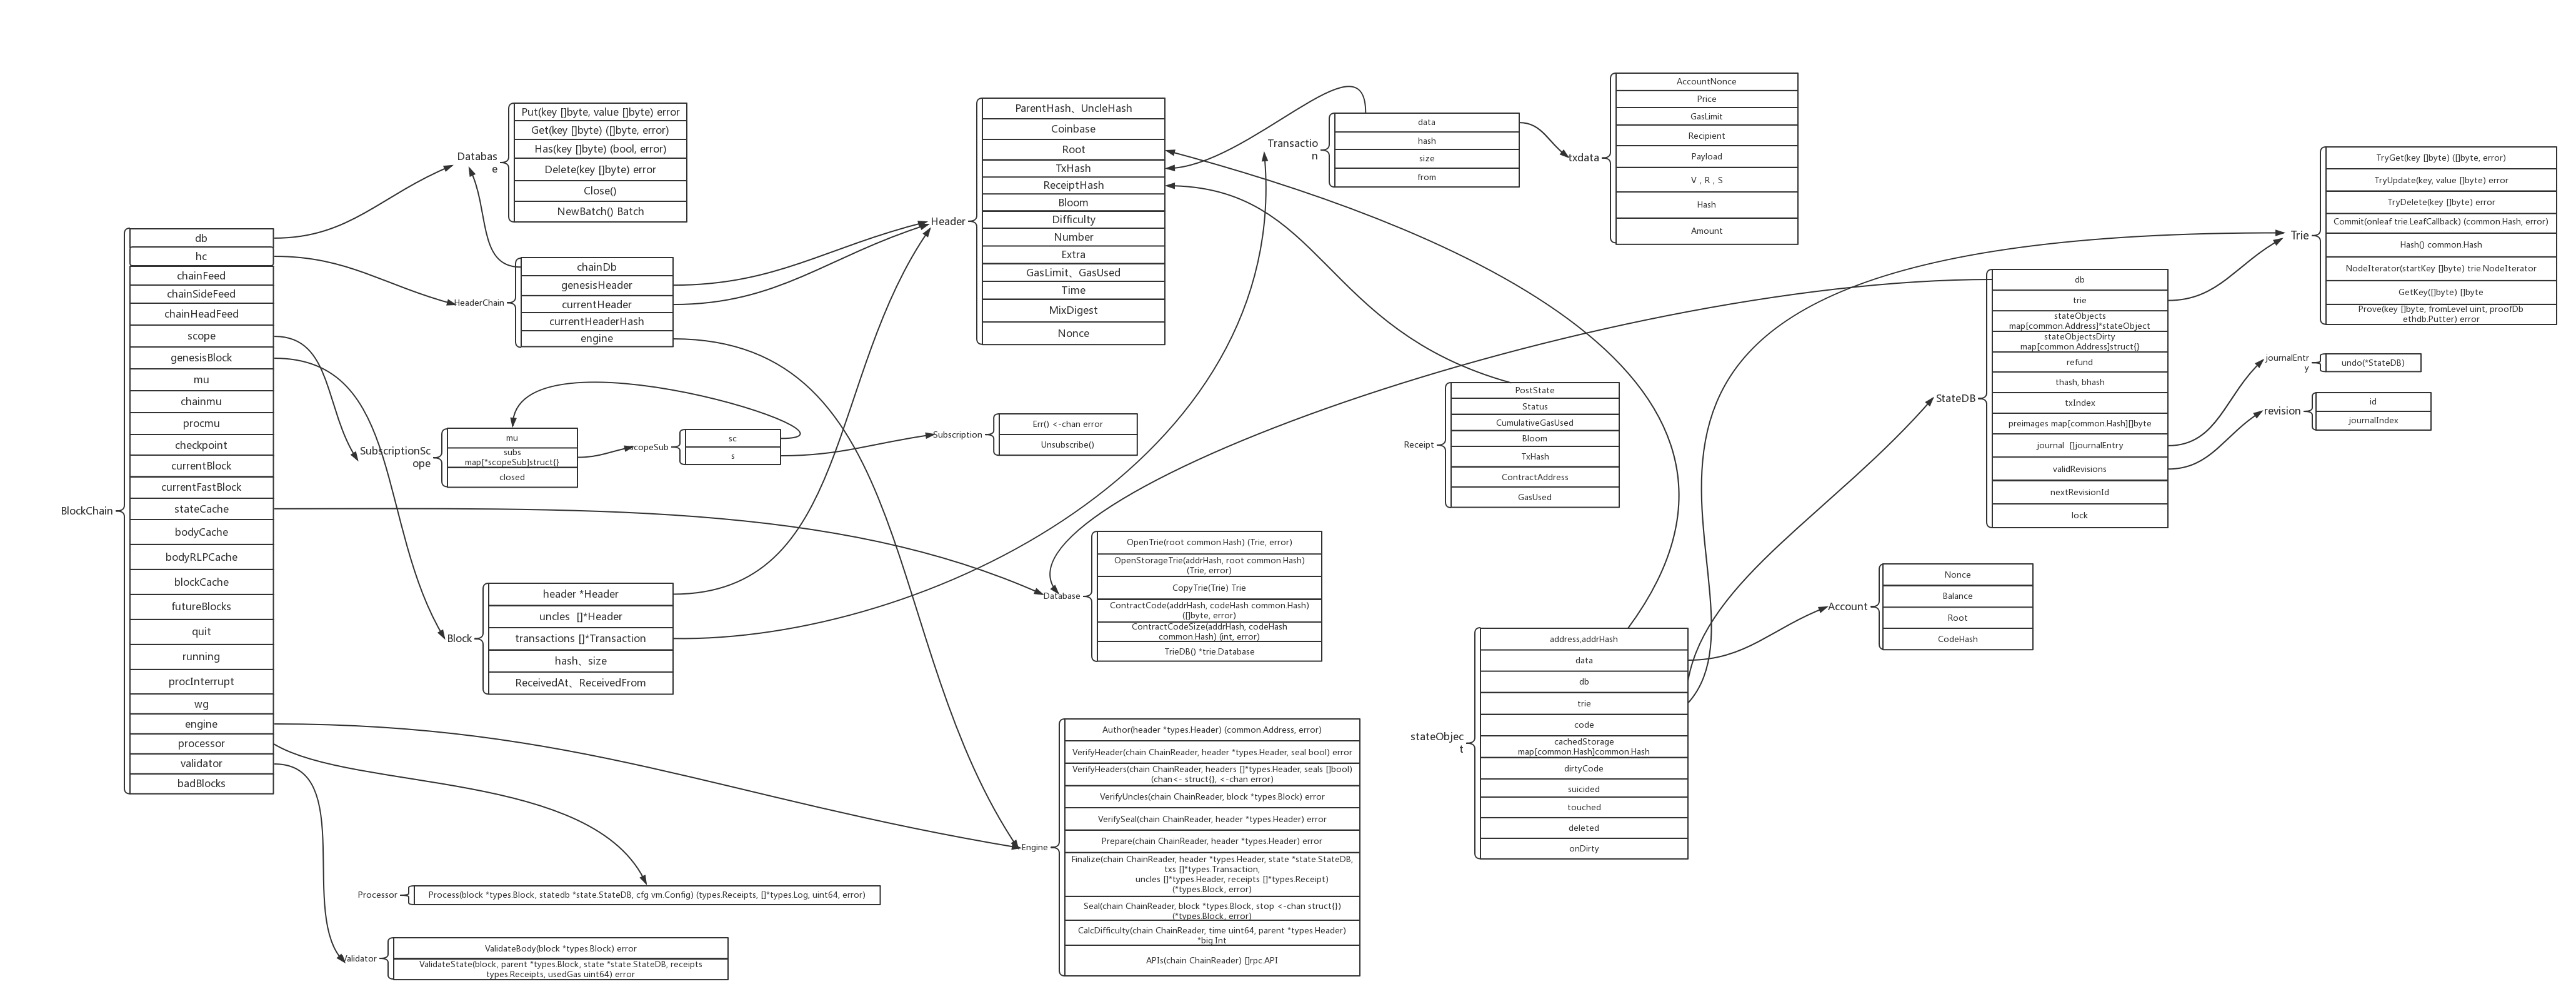 BlockChain
db
hc
chainFeed
chainSideFeed
chainHeadFeed
scope
genesisBlock
mu
chainmu
procmu
checkpoint
currentBlock
currentFastBlock
stateCache
bodyCache
bodyRLPCache
blockCache
futureBlocks
quit
running
procInterrupt
wg
engine
processor
validator
badBlocks
Databas
e
Put(key []byte, value []byte) error
Get(key []byte) ([]byte, error)
Has(key []byte) (bool, error)
Delete(key []byte) error
Close()
NewBatch() Batch
HeaderChain
chainDb
genesisHeader
currentHeader
currentHeaderHash
engine
SubscriptionSc
ope
mu
subs
map[*scopeSub]struct{}
closed
scopeSub
sc
s
Subscription
Err() <-chan error
Unsubscribe()
Block
header *Header
uncles  []*Header
transactions []*Transaction
hash、size
ReceivedAt、ReceivedFrom
Processor
Process(block *types.Block, statedb *state.StateDB, cfg vm.Config) (types.Receipts, []*types.Log, uint64, error)
Validator
ValidateBody(block *types.Block) error
ValidateState(block, parent *types.Block, state *state.StateDB, receipts
types.Receipts, usedGas uint64) error
Header
ParentHash、UncleHash
Coinbase
Root
TxHash
ReceiptHash
Bloom
Difficulty
Number
Extra
GasLimit、GasUsed
Time
MixDigest
Nonce
Database
OpenTrie(root common.Hash) (Trie, error)
OpenStorageTrie(addrHash, root common.Hash)
(Trie, error)
CopyTrie(Trie) Trie
ContractCode(addrHash, codeHash common.Hash)
([]byte, error)
ContractCodeSize(addrHash, codeHash
common.Hash) (int, error)
TrieDB() *trie.Database
Engine
Author(header *types.Header) (common.Address, error)
VerifyHeader(chain ChainReader, header *types.Header, seal bool) error
VerifyHeaders(chain ChainReader, headers []*types.Header, seals []bool)
(chan<- struct{}, <-chan error)
VerifyUncles(chain ChainReader, block *types.Block) error
VerifySeal(chain ChainReader, header *types.Header) error
Prepare(chain ChainReader, header *types.Header) error
Finalize(chain ChainReader, header *types.Header, state *state.StateDB,
txs []*types.Transaction,
uncles []*types.Header, receipts []*types.Receipt)
(*types.Block, error)
Seal(chain ChainReader, block *types.Block, stop <-chan struct{})
(*types.Block, error)
CalcDifficulty(chain ChainReader, time uint64, parent *types.Header)
*big.Int
APIs(chain ChainReader) []rpc.API
Transactio
n
data
hash
size
from
txdata
AccountNonce
Price
GasLimit
Recipient
Payload
V , R , S
Hash
Amount
Receipt
PostState
Status
CumulativeGasUsed
Bloom
TxHash
ContractAddress
GasUsed
stateObjec
t
address,addrHash
data
db
trie
code
cachedStorage
map[common.Hash]common.Hash
dirtyCode
suicided
touched
deleted
onDirty
Account
Nonce
Balance
Root
CodeHash
StateDB
db
trie
stateObjects
map[common.Address]*stateObject
stateObjectsDirty
map[common.Address]struct{}
refund
thash, bhash
txIndex
preimages map[common.Hash][]byte
journal  []journalEntry
validRevisions
nextRevisionId
lock
Trie
TryGet(key []byte) ([]byte, error)
TryUpdate(key, value []byte) error
TryDelete(key []byte) error
Commit(onleaf trie.LeafCallback) (common.Hash, error)
Hash() common.Hash
NodeIterator(startKey []byte) trie.NodeIterator
GetKey([]byte) []byte
Prove(key []byte, fromLevel uint, proofDb
ethdb.Putter) error
journalEntr
y
undo(*StateDB)
revision
id
journalIndex